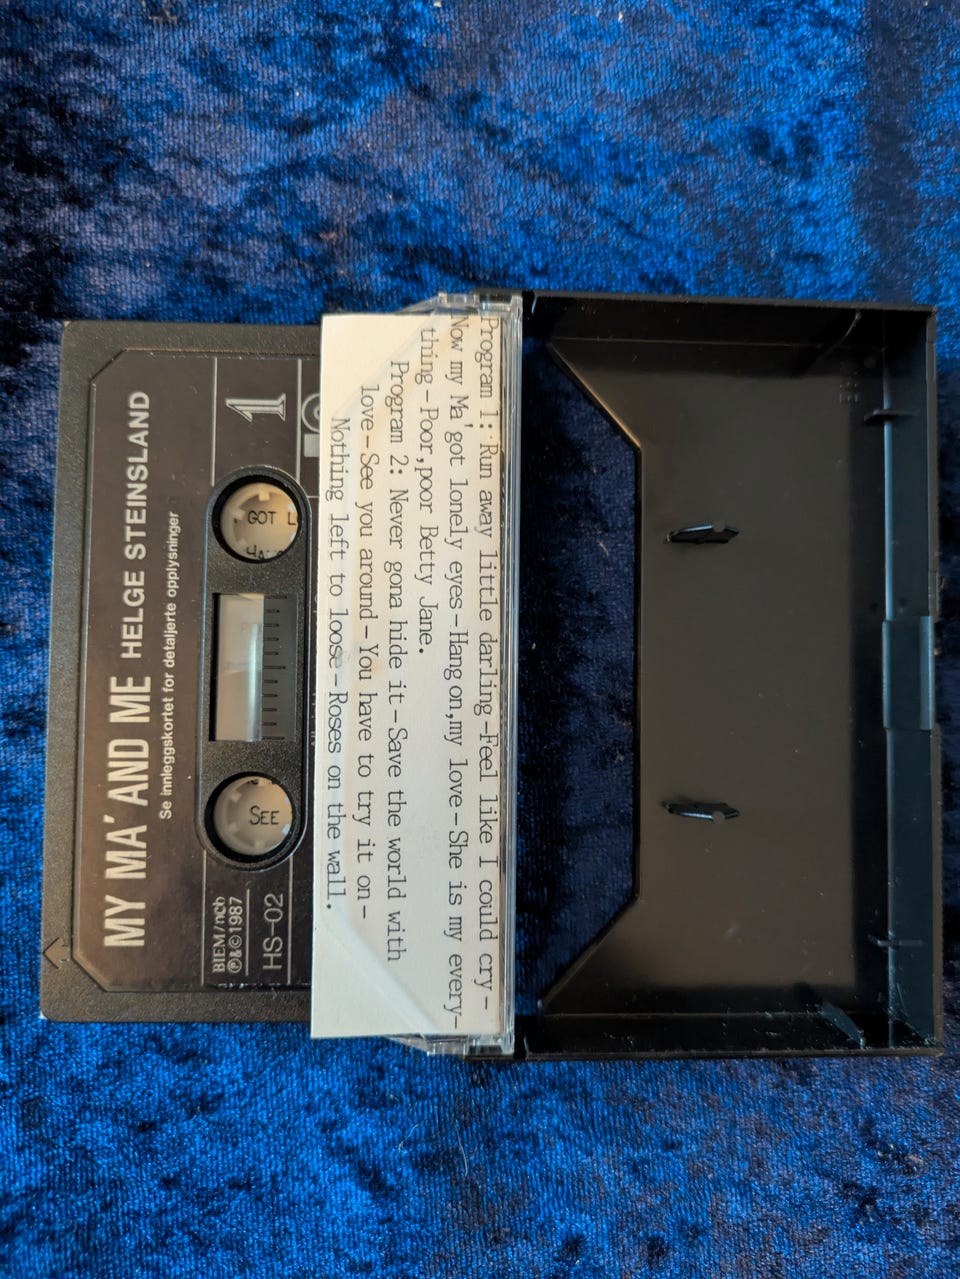 MY MA' AND ME HELGE STEINSLAND
Se innleggskortet for detaljerte opplysninger
1
GOT L
SEE
BIEM/ncb
℗&©1987
HS-02
Program 1: Run away little darling-Feel like I could cry-
Now my Ma'got lonely eyes-Hang on,my love-She is my every-
thing-Poor,poor Betty Jane.
Program 2: Never gona hide it-Save the world with
love-See you around-You have to try it on-
Nothing left to loose-Roses on the wall.